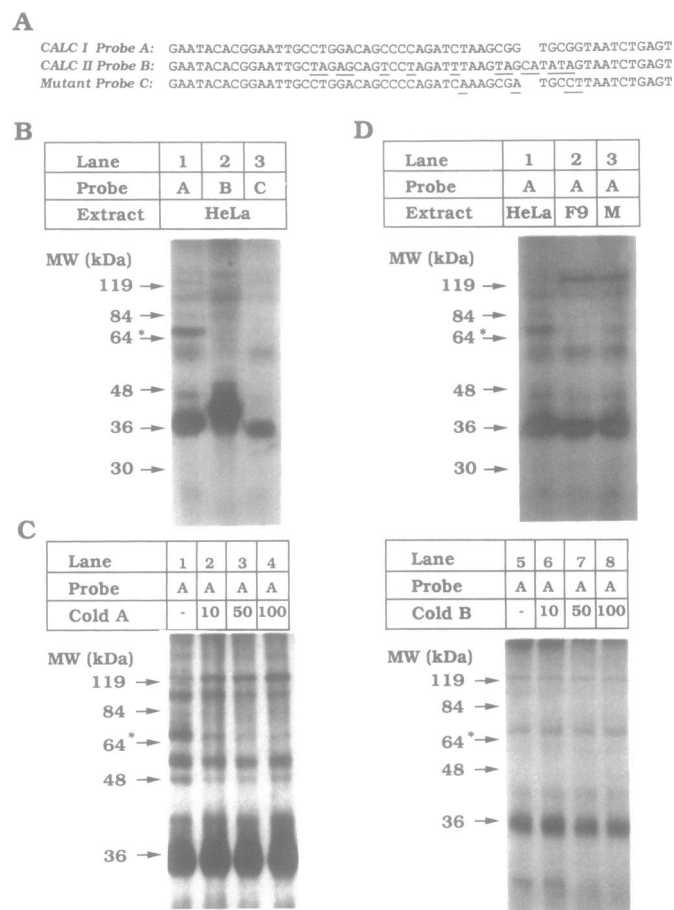 A
CALC I Probe A: GAATACACGGAATTGCCTGGACAGCCCCAGATCTAAGCGG TGCGGTAATCTGAGT
CALC II Probe B: GAATACACGGAATTGCTAGAGCAGTCCTAGATTTAAGTAGCATATAGTAATCTGAGT
Mutant Probe C: GAATACACGGAATTGCCTGGACAGCCCCAGATCAAAGCGA TGCCTTAATCTGAGT
B
Lane 1 2 3
Probe A B C
Extract HeLa
MW (kDa)
119
84
64 *
48
36
30
D
Lane 1 2 3
Probe A A A
Extract HeLa F9 M
MW (kDa)
119
84
64 *
48
36
30
C
Lane 1 2 3 4
Probe A A A A
Cold A - 10 50 100
MW (kDa)
119
84
64 *
48
36
Lane 5 6 7 8
Probe A A A A
Cold B - 10 50 100
MW (kDa)
119
84
64 *
48
36